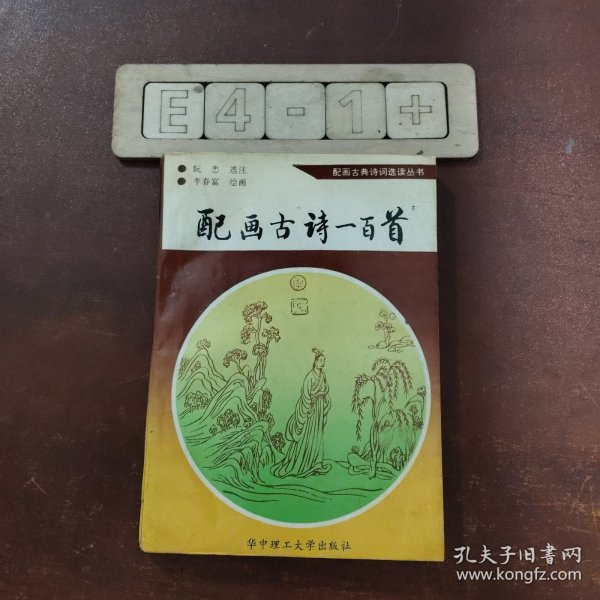 E4-1+
阮忠 选注
李春富 绘画
配画古典诗词选读丛书
配画古诗一百首
华中理工大学出版社
孔夫子旧书网
www.kongfz.com